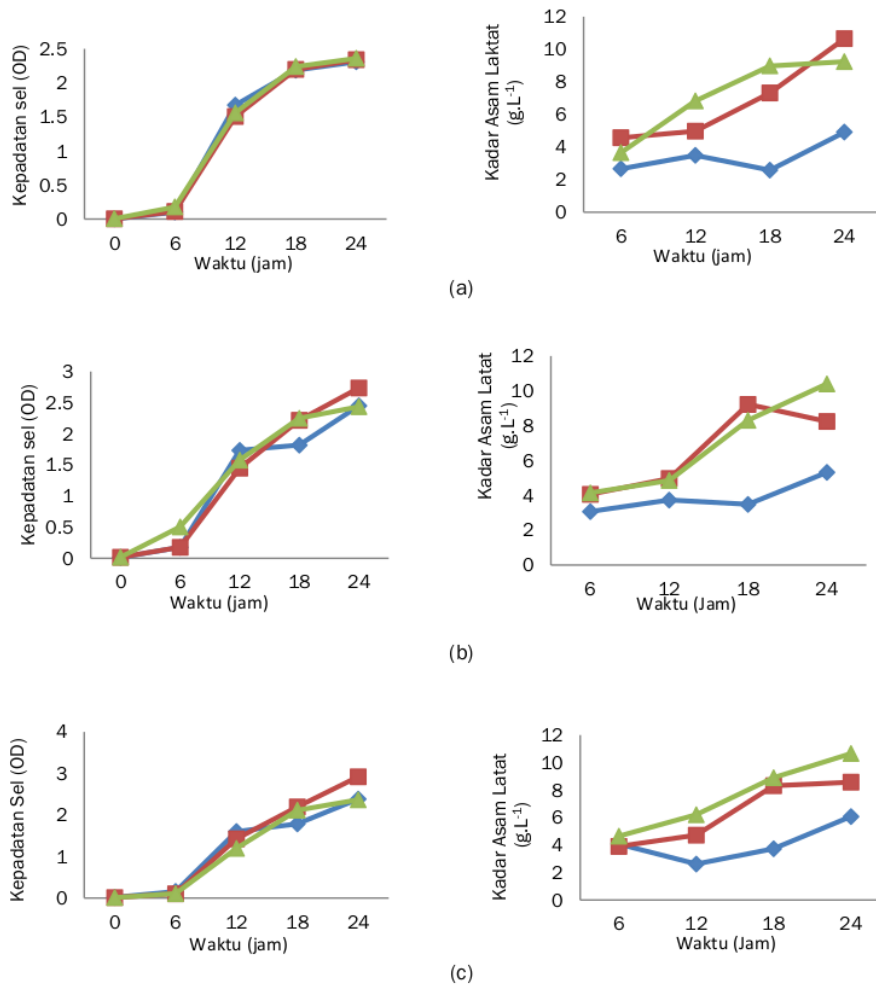 Kepadatan sel (OD)
2.5
2
1.5
1
0.5
0
0 6 12 18 24
Waktu (jam)
Kadar Asam Laktat
(g.L-1)
12
10
8
6
4
2
0
6 12 18 24
Waktu (jam)
(a)
Kepadatan sel (OD)
3
2.5
2
1.5
1
0.5
0
0 6 12 18 24
Waktu (jam)
Kadar Asam Latat
(g.L-1)
12
10
8
6
4
2
0
6 12 18 24
Waktu (Jam)
(b)
Kepadatan Sel (OD)
4
3
2
1
0
0 6 12 18 24
Waktu (jam)
Kadar Asam Latat
(g.L-1)
12
10
8
6
4
2
0
6 12 18 24
Waktu (Jam)
(c)